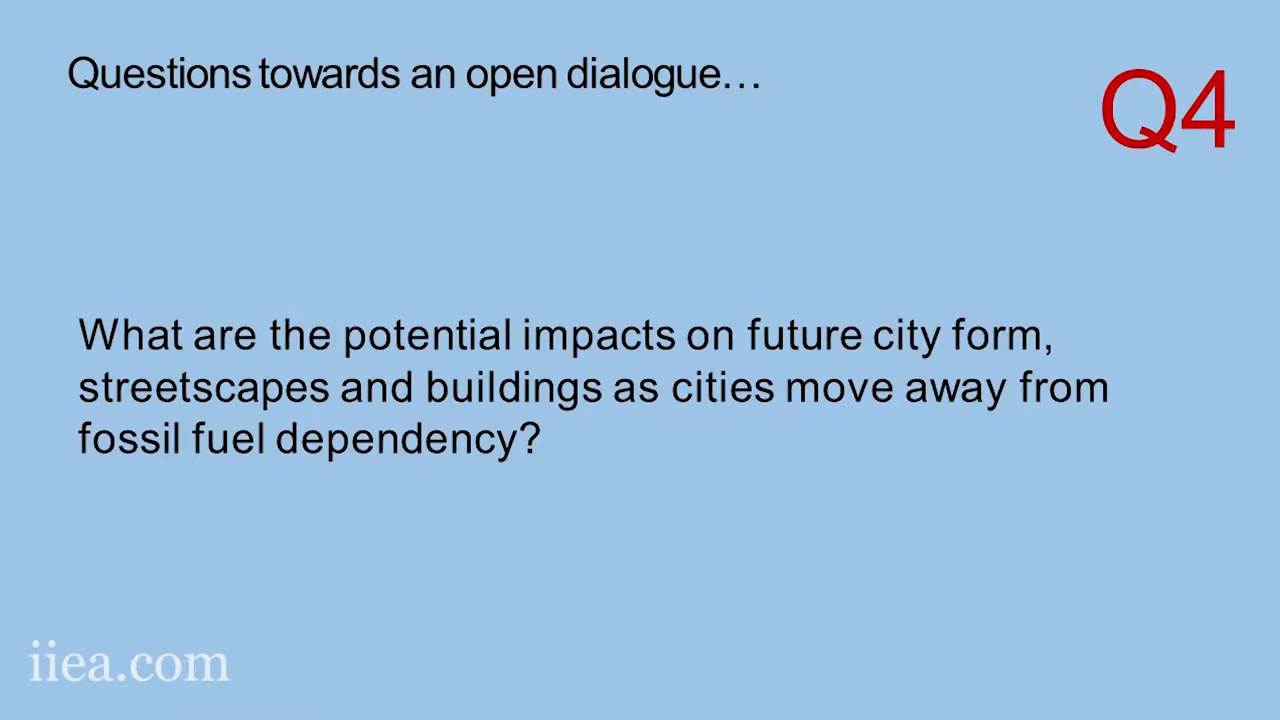 Questions towards an open dialogue…
Q4
What are the potential impacts on future city form,
streetscapes and buildings as cities move away from
fossil fuel dependency?
iiea.com